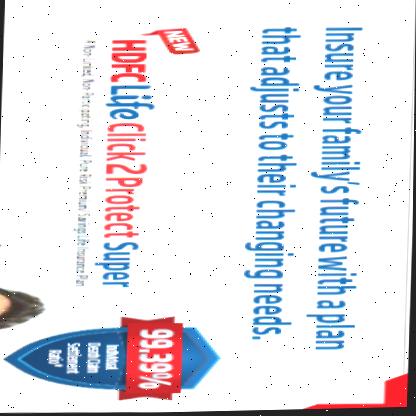 Insure your family's future with a plan
that adjusts to their changing needs.
NEW
HDFC Life Click 2 Protect Super
99.39%
Individual
Death Claim
Settlement
Ratio